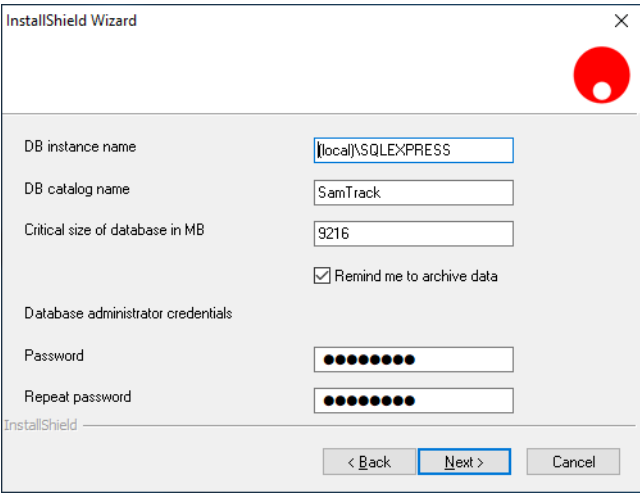 InstallShield Wizard
DB instance name (local)\SQLEXPRESS
DB catalog name SamTrack
Critical size of database in MB 9216
Remind me to archive data
Database administrator credentials
Password ●●●●●●●●
Repeat password ●●●●●●●●
InstallShield
< Back Next > Cancel